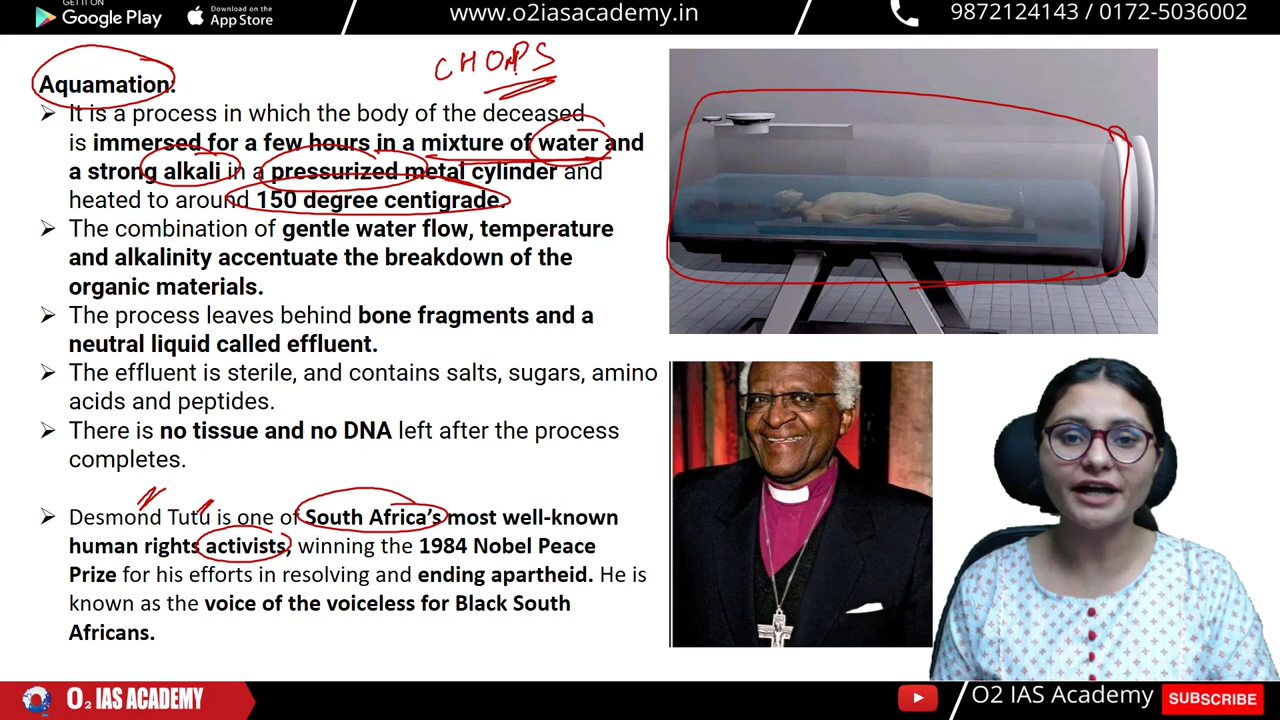 GET IT ON
Google Play
Download on the
App Store
www.o2iasacademy.in
9872124143 / 0172-5036002
CHONPS
Aquamation:
➢ It is a process in which the body of the deceased
is immersed for a few hours in a mixture of water and
a strong alkali in a pressurized metal cylinder and
heated to around 150 degree centigrade.
➢ The combination of gentle water flow, temperature
and alkalinity accentuate the breakdown of the
organic materials.
➢ The process leaves behind bone fragments and a
neutral liquid called effluent.
➢ The effluent is sterile, and contains salts, sugars, amino
acids and peptides.
➢ There is no tissue and no DNA left after the process
completes.
➢ Desmond Tutu is one of South Africa's most well-known
human rights activists, winning the 1984 Nobel Peace
Prize for his efforts in resolving and ending apartheid. He is
known as the voice of the voiceless for Black South
Africans.
O₂ IAS ACADEMY
O2 IAS Academy
SUBSCRIBE